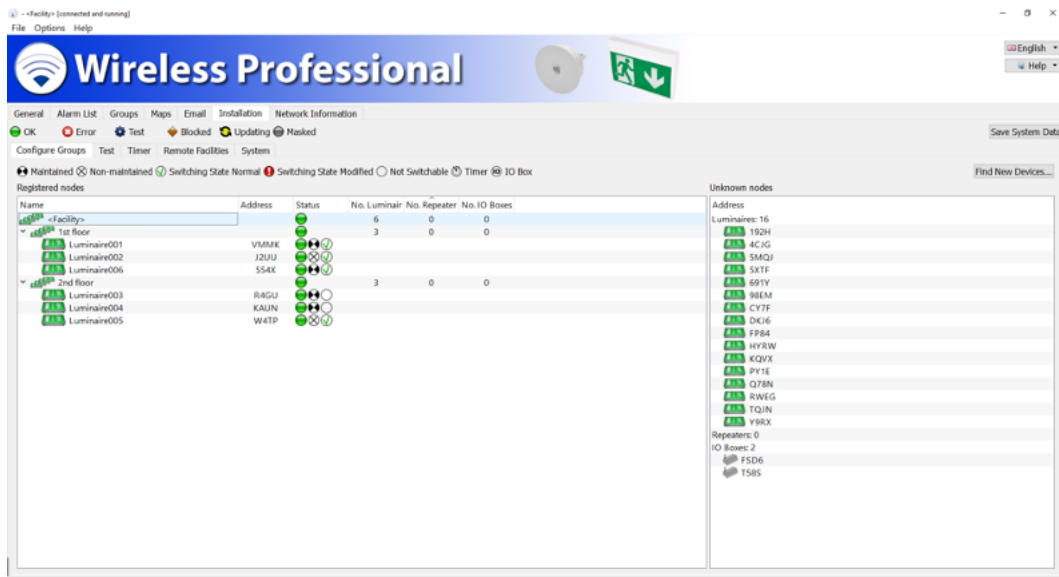 - <Facility> [connected and running]
File Options Help
Wireless Professional
English
Help
General Alarm List Groups Maps Email Installation Network Information
OK Error Test Blocked Updating Masked
Save System Data
Configure Groups Test Timer Remote Facilities System
Maintained Non-maintained Switching State Normal Switching State Modified Not Switchable Timer IO Box
Find New Devices...
Registered nodes
Name Address Status No. Luminair No. Repeater No. IO Boxes
<Facility> 6 0 0
1st floor 3 0 0
Luminaire001 VMMK
Luminaire002 J2UU
Luminaire006 554X
2nd floor 3 0 0
Luminaire003 R4GU
Luminaire004 KAUN
Luminaire005 W4TP
Unknown nodes
Address
Luminaires: 16
192H
4CJG
5MQJ
5XTF
691Y
98EM
CY7F
DKJ6
FP84
HYRW
KQVX
PY1E
Q78N
RWEG
TQJN
Y9RX
Repeaters: 0
IO Boxes: 2
F5D6
T58S